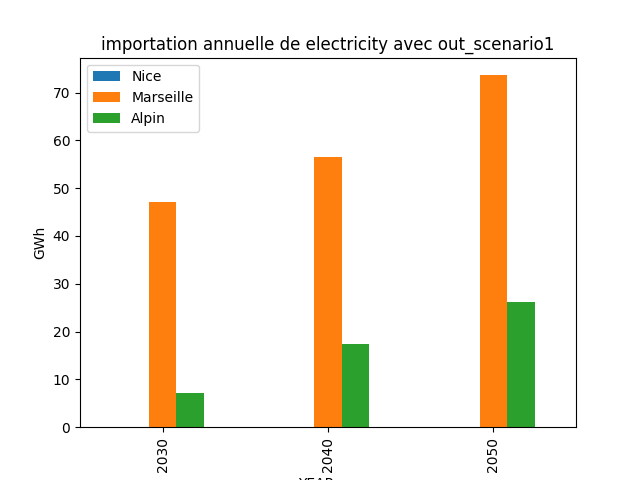 importation annuelle de electricity avec out_scenario1
Nice
Marseille
Alpin
GWh
70
60
50
40
30
20
10
0
2030
2040
2050
YEAR